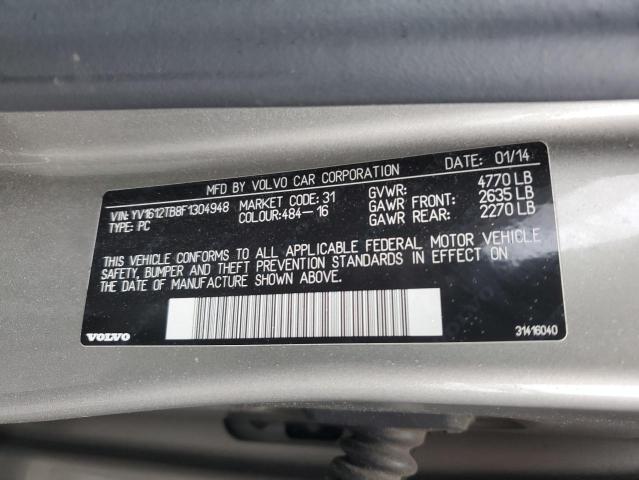 MFD BY VOLVO CAR CORPORATION DATE: 01/14
VIN: YV1612TB8F1304948 MARKET CODE: 31 GVWR: 4770 LB
TYPE: PC COLOUR:484-16 GAWR FRONT: 2635 LB
GAWR REAR: 2270 LB
THIS VEHICLE CONFORMS TO ALL APPLICABLE FEDERAL MOTOR VEHICLE
SAFETY, BUMPER AND THEFT PREVENTION STANDARDS IN EFFECT ON
THE DATE OF MANUFACTURE SHOWN ABOVE.
VOLVO 31416040